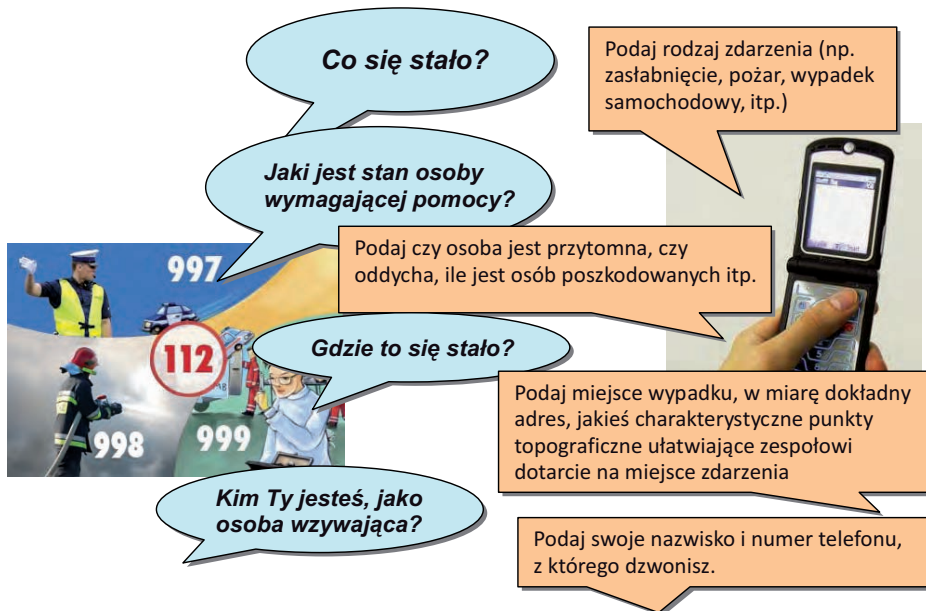 Co się stało?
Podaj rodzaj zdarzenia (np.
zasłabnięcie, pożar, wypadek
samochodowy, itp.)
Jaki jest stan osoby
wymagającej pomocy?
Podaj czy osoba jest przytomna, czy
oddycha, ile jest osób poszkodowanych itp.
997
112
998
999
Gdzie to się stało?
Podaj miejsce wypadku, w miarę dokładny
adres, jakieś charakterystyczne punkty
topograficzne ułatwiające zespołowi
dotarcie na miejsce zdarzenia
Kim Ty jesteś, jako
osoba wzywająca?
Podaj swoje nazwisko i numer telefonu,
z którego dzwonisz.